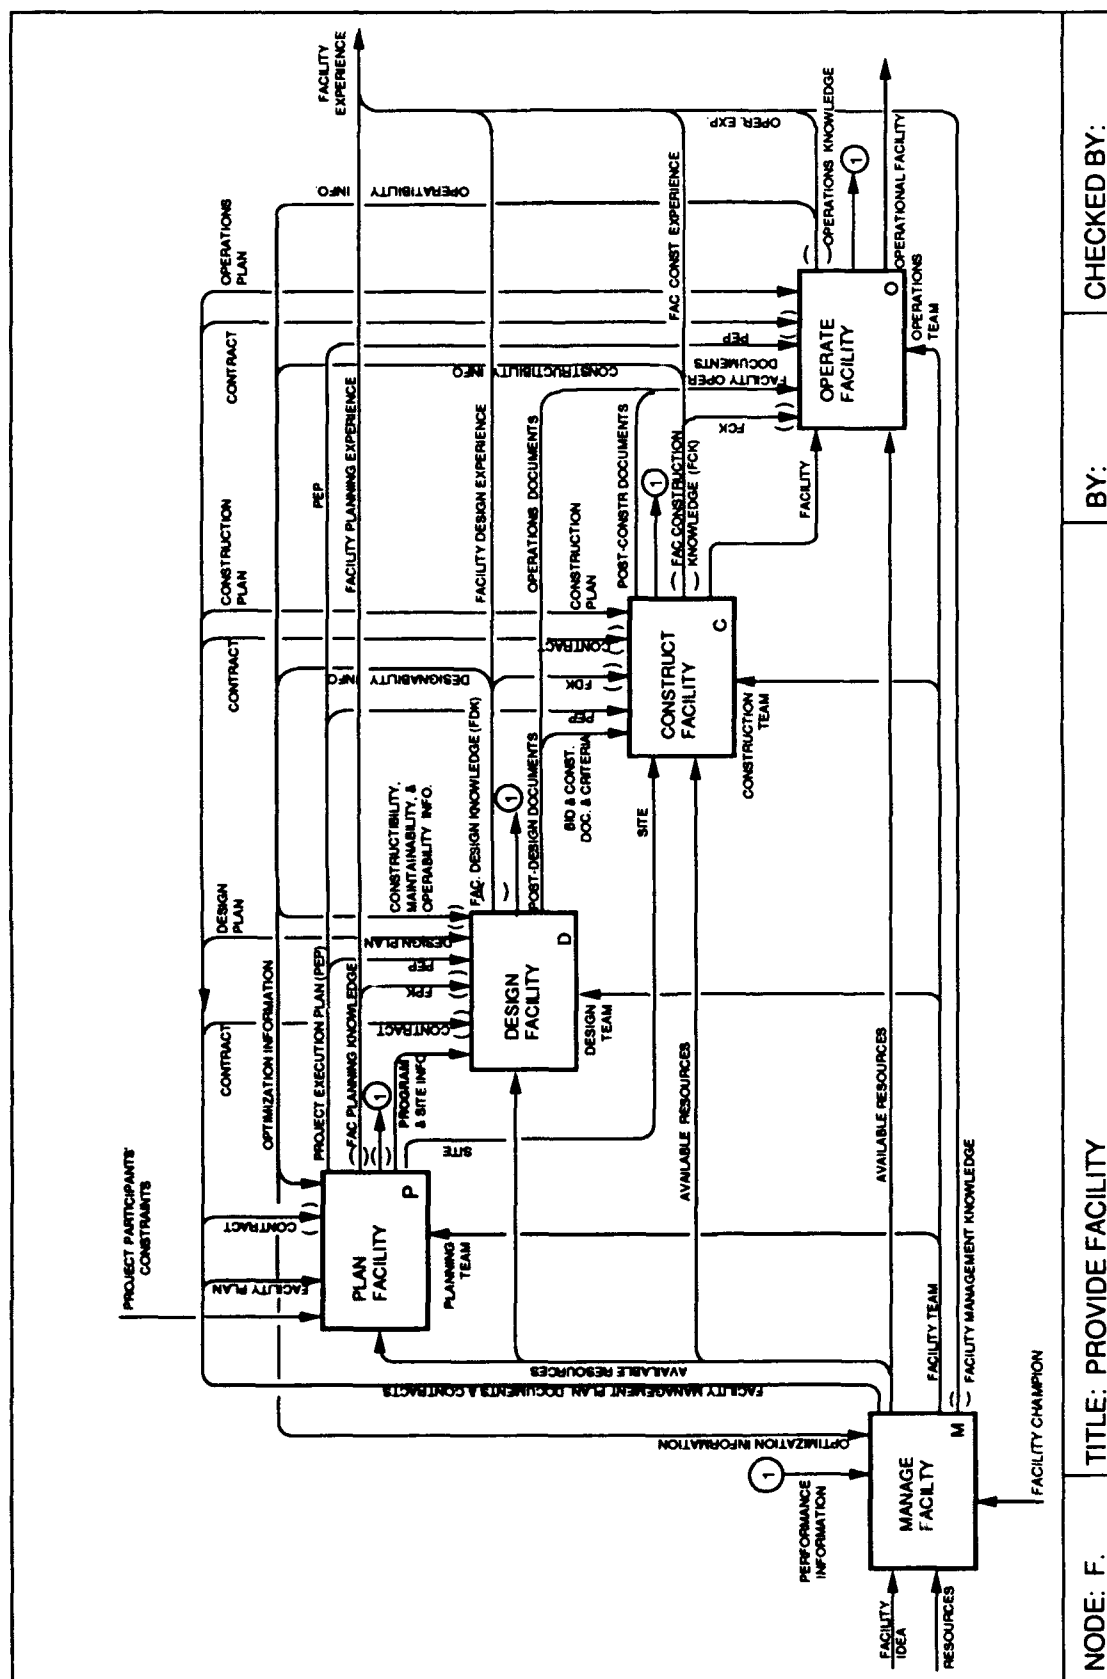 PROJECT PARTICIPANTS'
CONSTRAINTS
CONTRACT
DESIGN
PLAN
CONTRACT
CONSTRUCTION
PLAN
CONTRACT
OPERATIONS
PLAN
FACILITY
EXPERIENCE
FACILITY PLAN
CONTRACT
OPTIMIZATION INFORMATION
PROJECT EXECUTION PLAN (PEP)
FAC PLANNING KNOWLEDGE
PEP
FACILITY PLANNING EXPERIENCE
OPERATIBILITY INFO.
PLAN
FACILITY
P
1
PROGRAM
& SITE INFO
SITE
PLANNING
TEAM
CONTRACT
FPK
PEP
DESIGN PLAN
CONSTRUCTIBILITY,
MAINTAINABILITY, &
OPERABILITY INFO.
DESIGNABILITY INFO.
FAC. DESIGN KNOWLEDGE (FDK)
FACILITY DESIGN EXPERIENCE
CONSTRUCTIBILITY INFO
DESIGN
FACILITY
D
1
POST-DESIGN DOCUMENTS
OPERATIONS DOCUMENTS
DESIGN
TEAM
BID & CONST.
DOC. & CRITERIA
PEP
FDK
CONTRACT
CONSTRUCTION
PLAN
SITE
CONSTRUCT
FACILITY
C
POST-CONSTR DOCUMENTS
1
FAC CONSTRUCTION
KNOWLEDGE (FCK)
FAC CONST EXPERIENCE
OPER. EXP.
CONSTRUCTION
TEAM
AVAILABLE RESOURCES
FACILITY
FCK
FACILITY OPER.
DOCUMENTS
PEP
OPERATE
FACILITY
O
OPERATIONS KNOWLEDGE
1
OPERATIONAL FACILITY
OPERATIONS
TEAM
AVAILABLE RESOURCES
FACILITY MANAGEMENT PLAN, DOCUMENTS & CONTRACTS
AVAILABLE RESOURCES
OPTIMIZATION INFORMATION
1
PERFORMANCE
INFORMATION
FACILITY
IDEA
RESOURCES
MANAGE
FACILTY
M
FACILITY TEAM
FACILITY MANAGEMENT KNOWLEDGE
FACILITY CHAMPION
NODE: F.
TITLE: PROVIDE FACILITY
BY:
CHECKED BY: